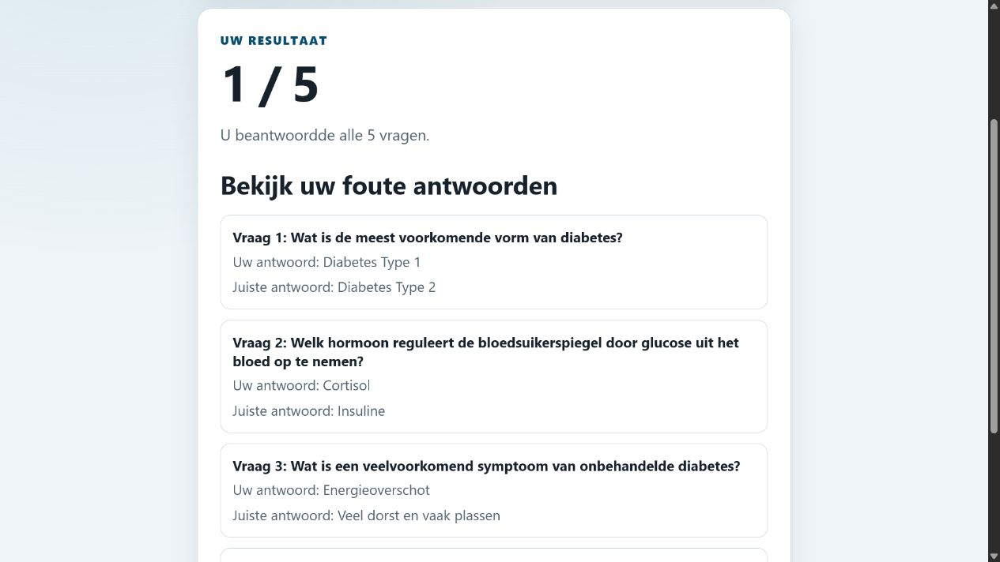 UW RESULTAAT
1 / 5
U beantwoordde alle 5 vragen.
Bekijk uw foute antwoorden
Vraag 1: Wat is de meest voorkomende vorm van diabetes?
Uw antwoord: Diabetes Type 1
Juiste antwoord: Diabetes Type 2
Vraag 2: Welk hormoon reguleert de bloedsuikerspiegel door glucose uit het
bloed op te nemen?
Uw antwoord: Cortisol
Juiste antwoord: Insuline
Vraag 3: Wat is een veelvoorkomend symptoom van onbehandelde diabetes?
Uw antwoord: Energieoverschot
Juiste antwoord: Veel dorst en vaak plassen